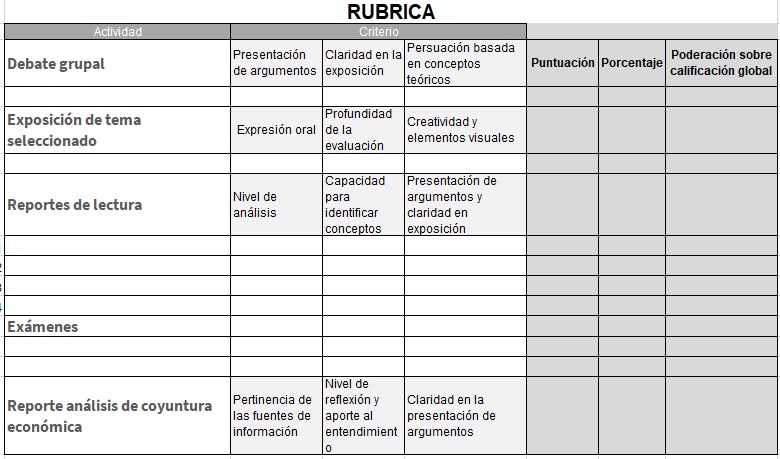 RUBRICA
Actividad Criterio
Debate grupal
Presentación
de argumentos
Claridad en la
exposición
Persuación basada
en conceptos
teóricos
Puntuación
Porcentaje
Poderación sobre
calificación global
Exposición de tema
seleccionado
Expresión oral
Profundidad
de la
evaluación
Creatividad y
elementos visuales
Reportes de lectura
Nivel de
análisis
Capacidad
para
identificar
conceptos
Presentación de
argumentos y
claridad en
exposición
Exámenes
Reporte análisis de coyuntura
económica
Pertinencia de
las fuentes de
información
Nivel de
reflexión y
aporte al
entendimient
o
Claridad en la
presentación de
argumentos